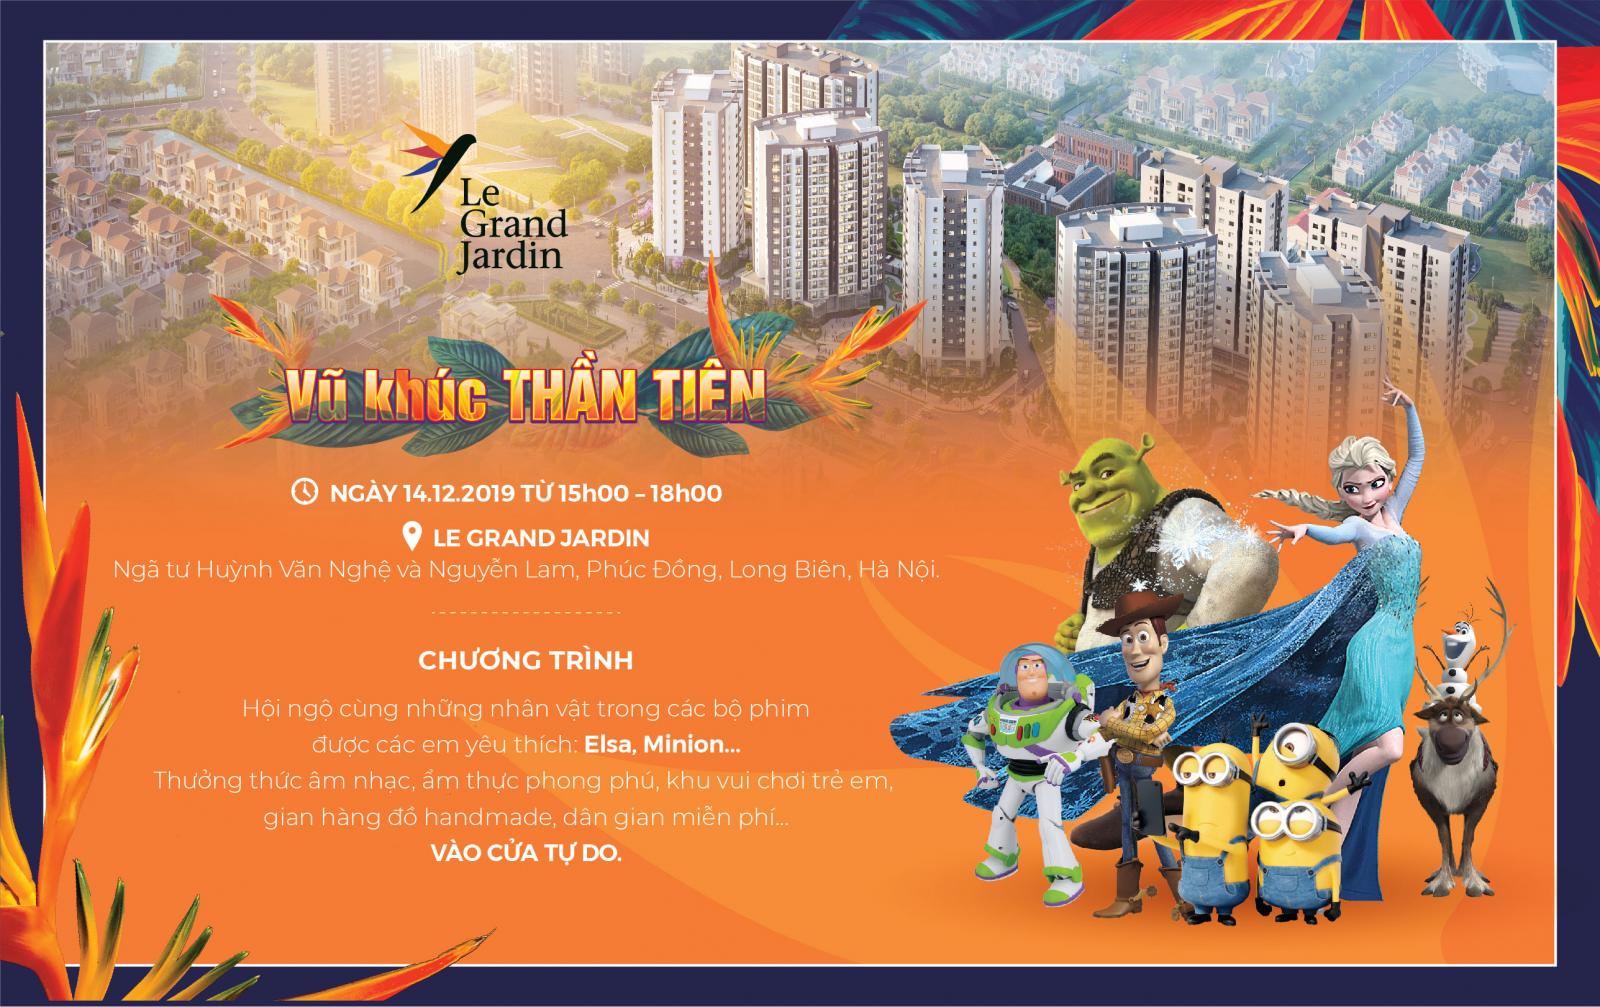 Le
Grand
Jardin
Vũ khúc THẦN TIÊN
NGÀY 14.12.2019 TỪ 15h00 – 18h00
LE GRAND JARDIN
Ngã tư Huỳnh Văn Nghệ và Nguyễn Lam, Phúc Đồng, Long Biên, Hà Nội.
CHƯƠNG TRÌNH
Hội ngộ cùng những nhân vật trong các bộ phim
được các em yêu thích: Elsa, Minion...
Thưởng thức âm nhạc, ẩm thực phong phú, khu vui chơi trẻ em,
gian hàng đồ handmade, dân gian miễn phí...
VÀO CỬA TỰ DO.